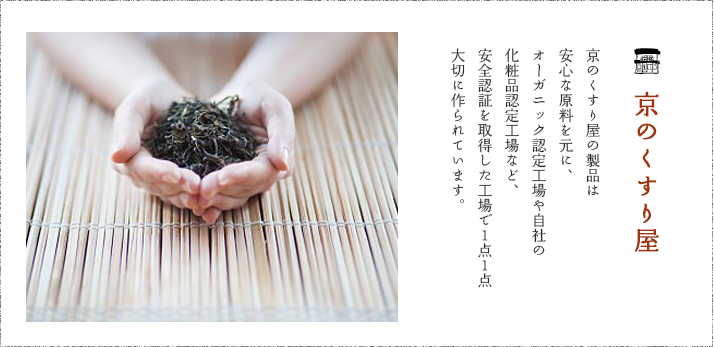 京のくすり屋
京のくすり屋の製品は
安心な原料を元に、
オーガニック認定工場や自社の
化粧品認定工場など、
安全認証を取得した工場で1点1点
大切に作られています。